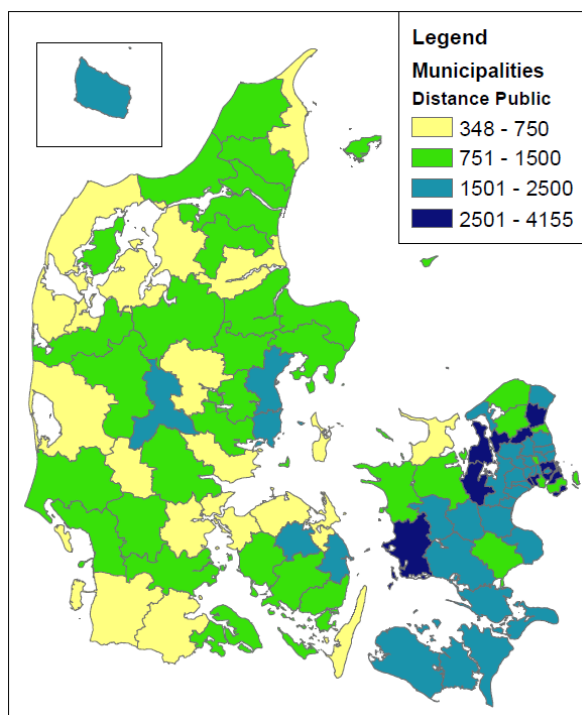 Legend
Municipalities
Distance Public
348 - 750
751 - 1500
1501 - 2500
2501 - 4155